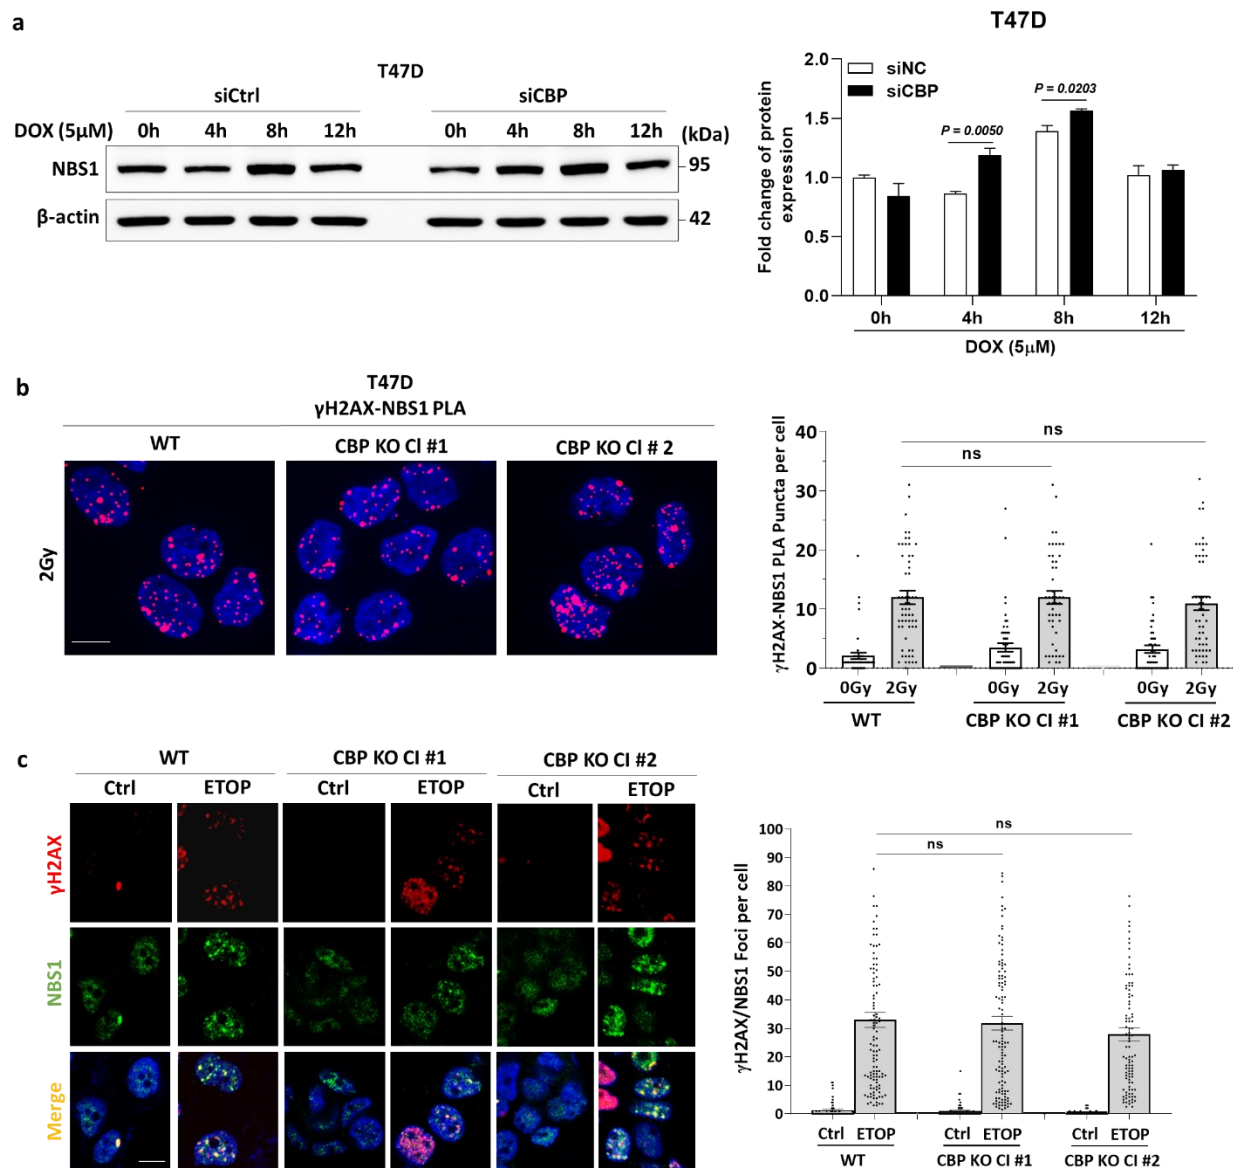 a
T47D
siCtrl siCBP
DOX (5μM) 0h 4h 8h 12h 0h 4h 8h 12h (kDa)
NBS1 95
β-actin 42
T47D
siNC
siCBP
P = 0.0050
P = 0.0203
Fold change of protein
expression
2.0
1.5
1.0
0.5
0.0
0h 4h 8h 12h
DOX (5μM)
b
T47D
γH2AX-NBS1 PLA
WT CBP KO Cl #1 CBP KO Cl # 2
2Gy
γH2AX-NBS1 PLA Puncta per cell
40
30
20
10
0
ns
ns
0Gy 2Gy 0Gy 2Gy 0Gy 2Gy
WT CBP KO Cl #1 CBP KO Cl #2
c
WT CBP KO Cl #1 CBP KO Cl #2
Ctrl ETOP Ctrl ETOP Ctrl ETOP
γH2AX
NBS1
Merge
γH2AX/NBS1 Foci per cell
100
90
80
70
60
50
40
30
20
10
0
ns
ns
Ctrl ETOP Ctrl ETOP Ctrl ETOP
WT CBP KO Cl #1 CBP KO Cl #2